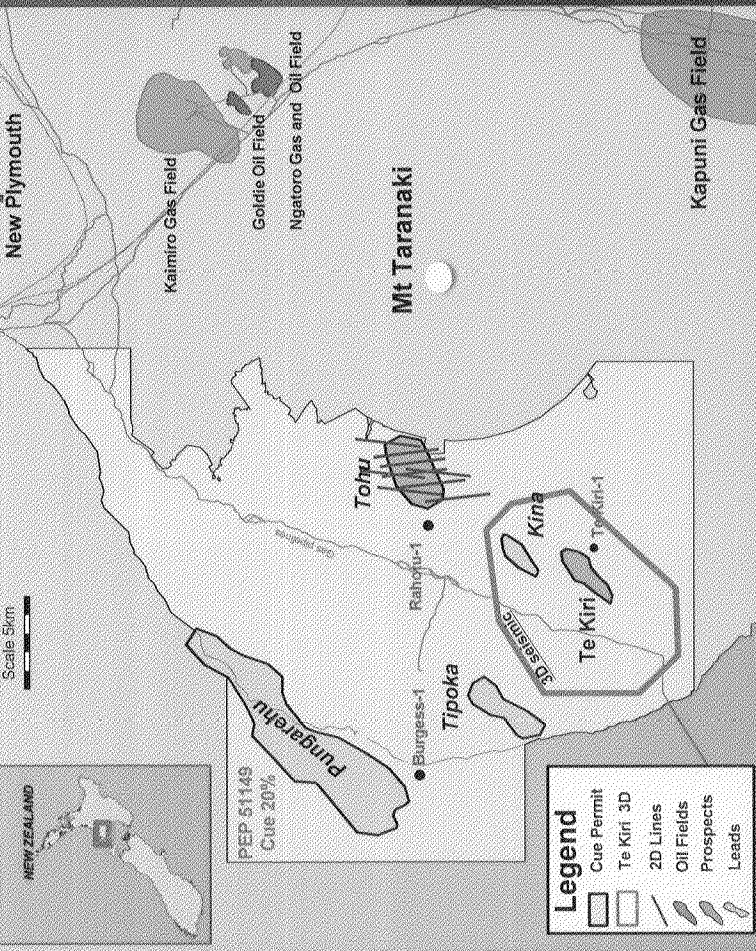 NEW ZEALAND
Scale 5km
New Plymouth
Kaimiro Gas Field
Goldie Oil Field
Ngatoro Gas and Oil Field
Mt Taranaki
Kapuni Gas Field
PEP 51149
Cue 20%
Pungarehu
Gas pipelines
Tohu
Rahotu-1
Burgess-1
Tipoka
Kina
Te Kiri-1
Te Kiri
3D seismic
Legend
Cue Permit
Te Kiri 3D
2D Lines
Oil Fields
Prospects
Leads